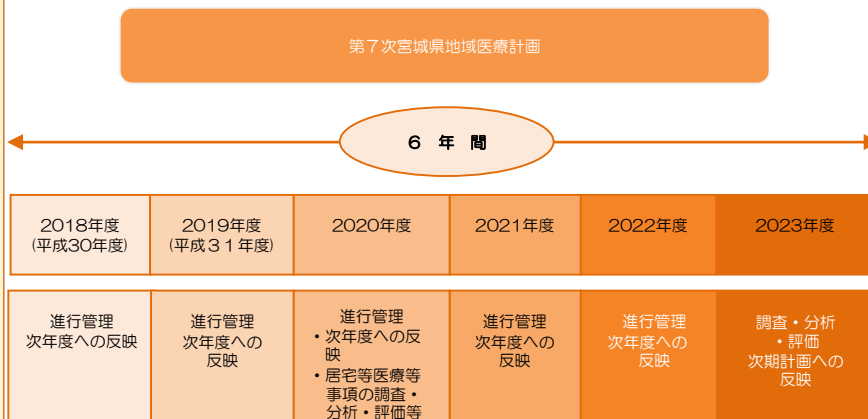 第７次宮城県地域医療計画
６ 年 間
2018年度
(平成30年度)
2019年度
(平成３１年度)
2020年度
2021年度
2022年度
2023年度
進行管理
次年度への反映
進行管理
次年度への
反映
進行管理
・次年度への反
映
・居宅等医療等
事項の調査・
分析・評価等
進行管理
次年度への
反映
進行管理
次年度への
反映
調査・分析
・評価
次期計画への
反映